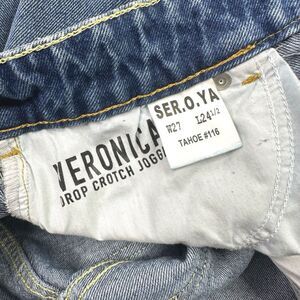 VERONICA
DROP CROTCH JOGG
SER.O.YA
W27 L24 1/2
TAHOE #116